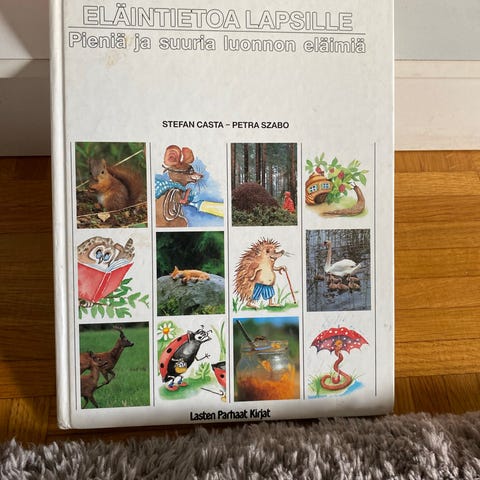 ELÄINTIETOA LAPSILLE
Pieniä ja suuria luonnon eläimiä
STEFAN CASTA – PETRA SZABO
Lasten Parhaat Kirjat